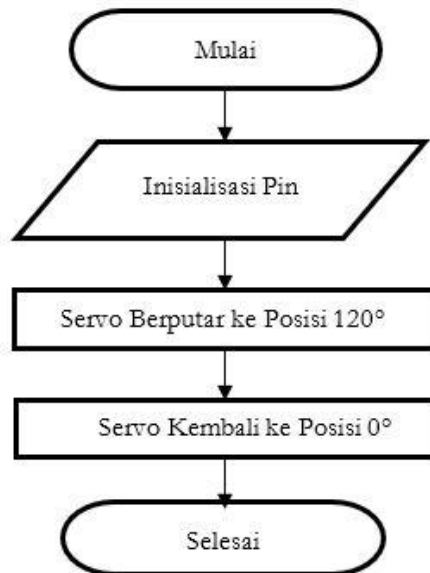 Mulai
Inisialisasi Pin
Servo Berputar ke Posisi 120°
Servo Kembali ke Posisi 0°
Selesai